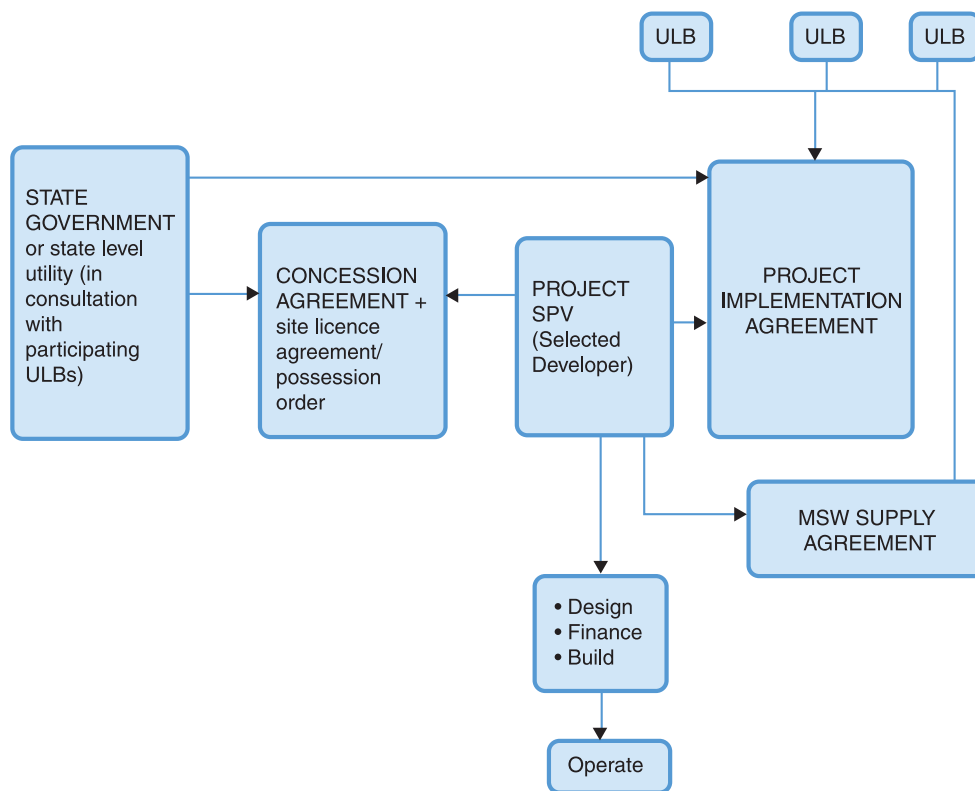 ULB
ULB
ULB
STATE
GOVERNMENT
or state level
utility (in
consultation
with
participating
ULBs)
CONCESSION
AGREEMENT +
site licence
agreement/
possession
order
PROJECT
SPV
(Selected
Developer)
PROJECT
IMPLEMENTATION
AGREEMENT
MSW SUPPLY
AGREEMENT
• Design
• Finance
• Build
Operate